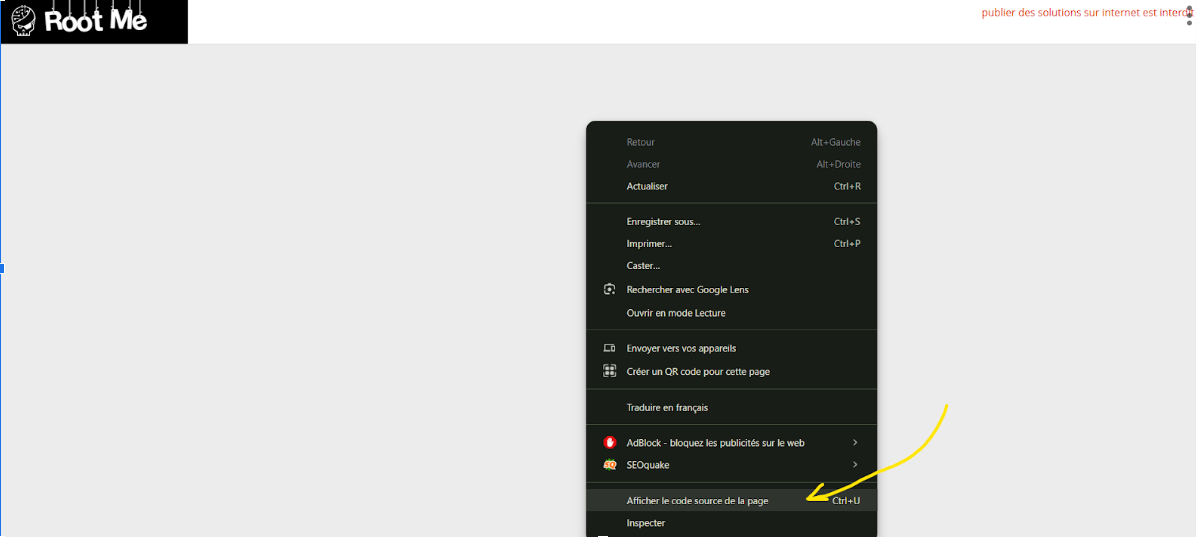 Root Me
publier des solutions sur internet est interdit
Retour Alt+Gauche
Avancer Alt+Droite
Actualiser Ctrl+R
Enregistrer sous... Ctrl+S
Imprimer... Ctrl+P
Caster...
Rechercher avec Google Lens
Ouvrir en mode Lecture
Envoyer vers vos appareils
Créer un QR code pour cette page
Traduire en français
AdBlock - bloquez les publicités sur le web
SQ SEOquake
Afficher le code source de la page Ctrl+U
Inspecter